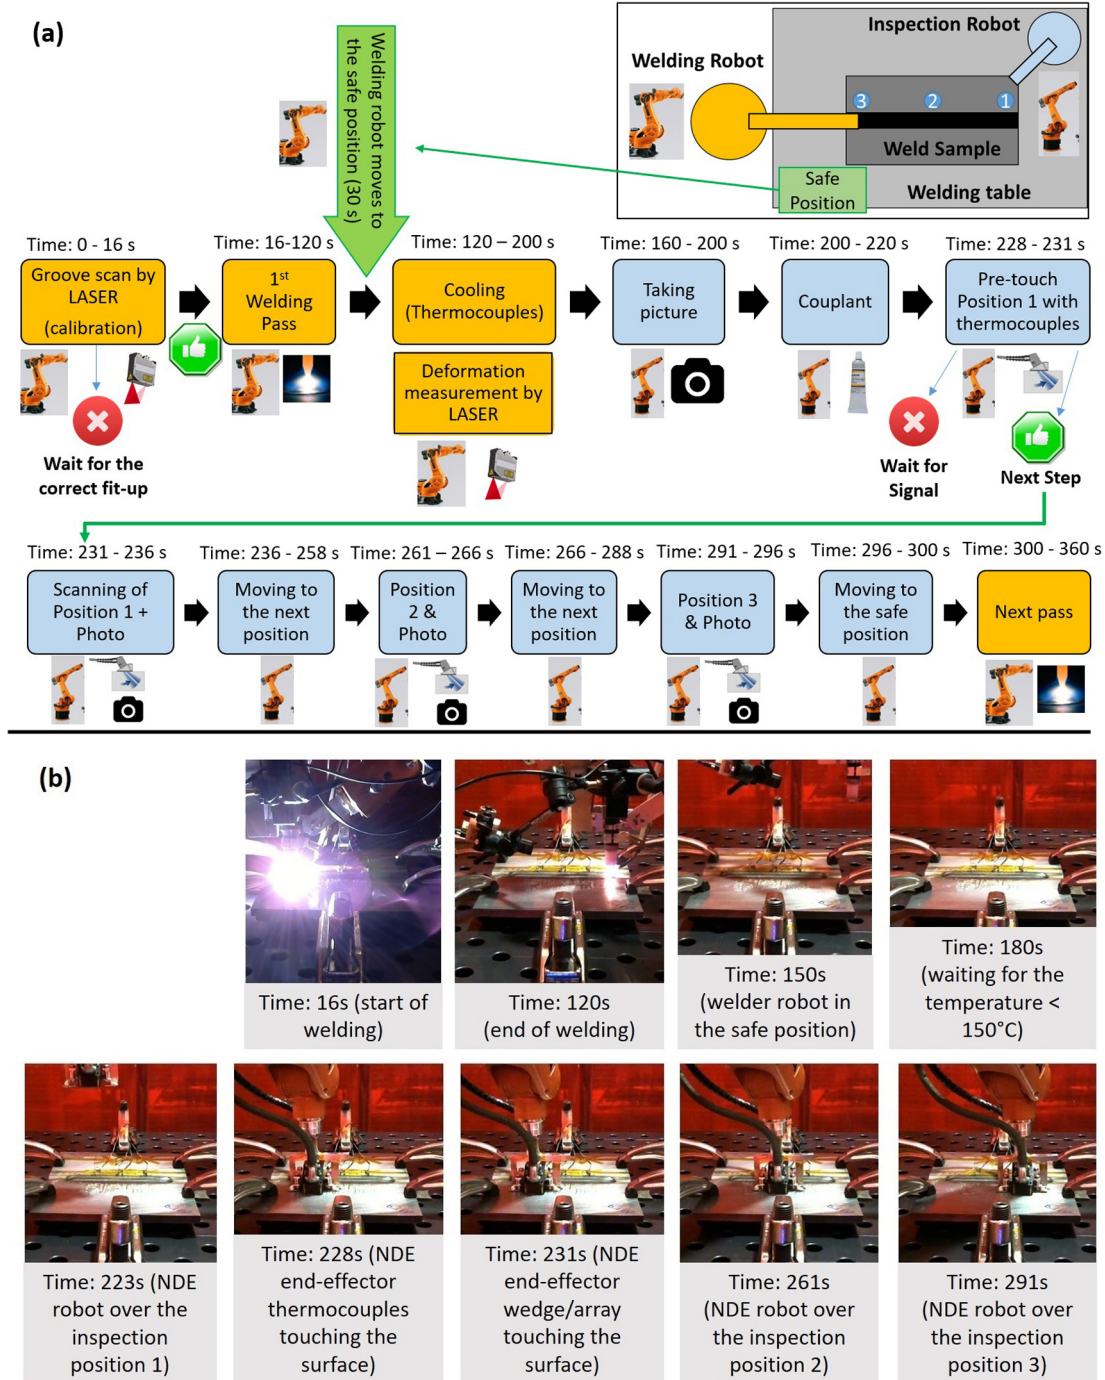 (a)
Welding robot moves to
the safe position (30 s)
Inspection Robot
Welding Robot
3
2
1
Weld Sample
Safe
Position
Welding table
Time: 0 - 16 s
Groove scan by
LASER
(calibration)
Wait for the
correct fit-up
Time: 16-120 s
1st
Welding
Pass
Time: 120 – 200 s
Cooling
(Thermocouples)
Deformation
measurement by
LASER
Time: 160 - 200 s
Taking
picture
Time: 200 - 220 s
Couplant
Time: 228 - 231 s
Pre-touch
Position 1 with
thermocouples
Wait for
Signal
Next Step
Time: 231 - 236 s
Scanning of
Position 1 +
Photo
Time: 236 - 258 s
Moving to
the next
position
Time: 261 – 266 s
Position
2 &
Photo
Time: 266 - 288 s
Moving to
the next
position
Time: 291 - 296 s
Position 3
& Photo
Time: 296 - 300 s
Moving to
the safe
position
Time: 300 - 360 s
Next pass
(b)
Time: 16s (start of
welding)
Time: 120s
(end of welding)
Time: 150s
(welder robot in
the safe position)
Time: 180s
(waiting for the
temperature <
150°C)
Time: 223s (NDE
robot over the
inspection
position 1)
Time: 228s (NDE
end-effector
thermocouples
touching the
surface)
Time: 231s (NDE
end-effector
wedge/array
touching the
surface)
Time: 261s
(NDE robot over
the inspection
position 2)
Time: 291s
(NDE robot over
the inspection
position 3)